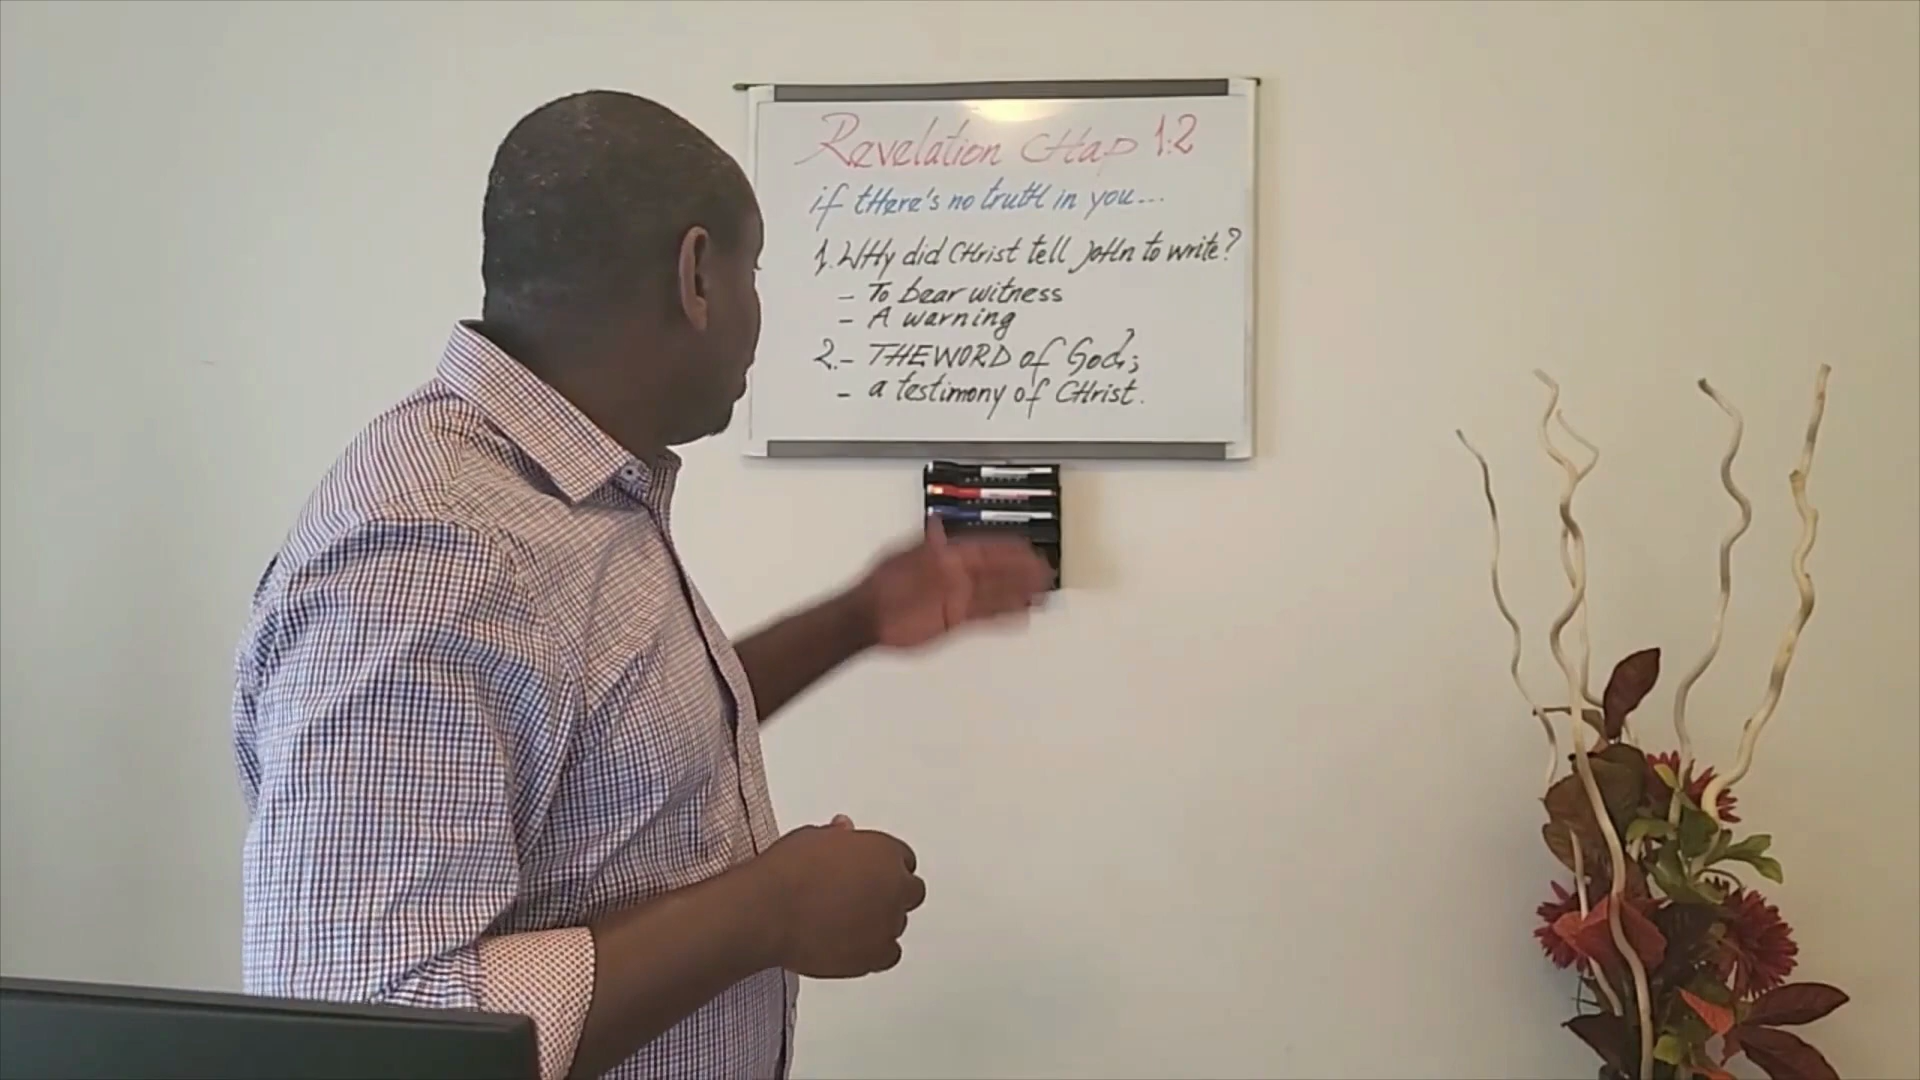 Revelation CHap 1:2
if tHere's no trutH in you...
1. WHy did CHrist tell JoHn to write?
- To bear witness
- A warning
2.- THE WORD of God;
- a testimony of CHrist.